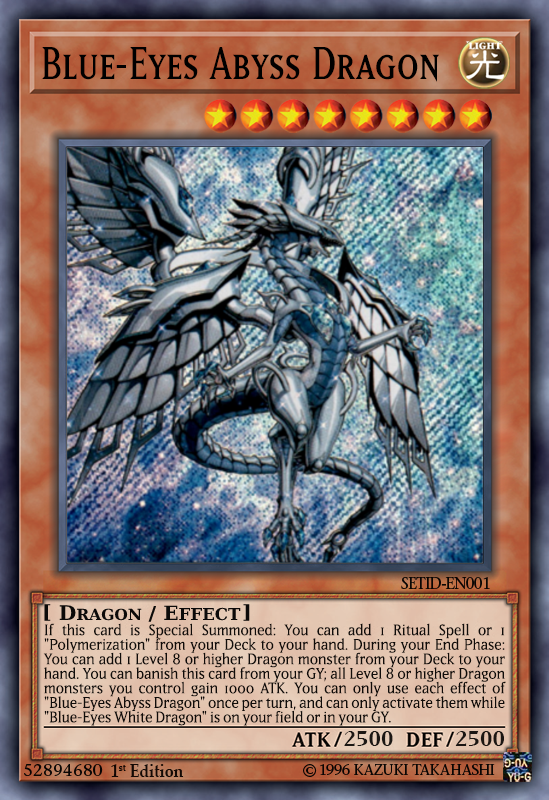 Blue-Eyes Abyss Dragon
LIGHT
光
SETID-EN001
[ Dragon / Effect ]
If this card is Special Summoned: You can add 1 Ritual Spell or 1
"Polymerization" from your Deck to your hand. During your End Phase:
You can add 1 Level 8 or higher Dragon monster from your Deck to your
hand. You can banish this card from your GY; all Level 8 or higher Dragon
monsters you control gain 1000 ATK. You can only use each effect of
"Blue-Eyes Abyss Dragon" once per turn, and can only activate them while
"Blue-Eyes White Dragon" is on your field or in your GY.
ATK/2500 DEF/2500
52894680 1st Edition ©1996 KAZUKI TAKAHASHI
YU-G